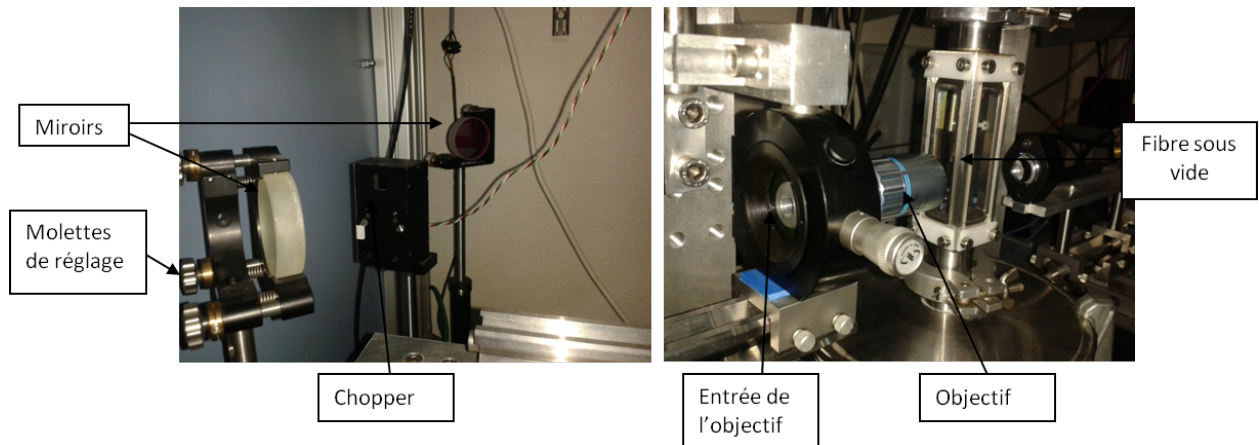 Miroirs
Molettes
de réglage
Chopper
Entrée de
l'objectif
Objectif
Fibre sous
vide